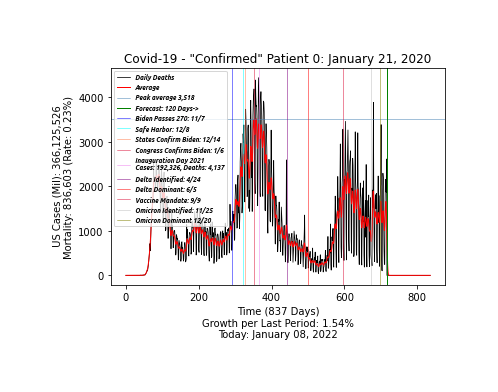 Covid-19 - "Confirmed" Patient 0: January 21, 2020
US Cases (Mil): 366,125,526
Mortality: 836,603 (Rate: 0.23%)
4000
3000
2000
1000
0
Daily Deaths
Average
Peak average 3,518
Forecast: 120 Days->
Biden Passes 270: 11/7
Safe Harbor: 12/8
States Confirm Biden: 12/14
Congress Confirms Biden: 1/6
Inauguration Day 2021
Cases: 192,326, Deaths: 4,137
Delta Identified: 4/24
Delta Dominant: 6/5
Vaccine Mandate: 9/9
Omicron Identified: 11/25
Omicron Dominant 12/20
0 200 400 600 800
Time (837 Days)
Growth per Last Period: 1.54%
Today: January 08, 2022